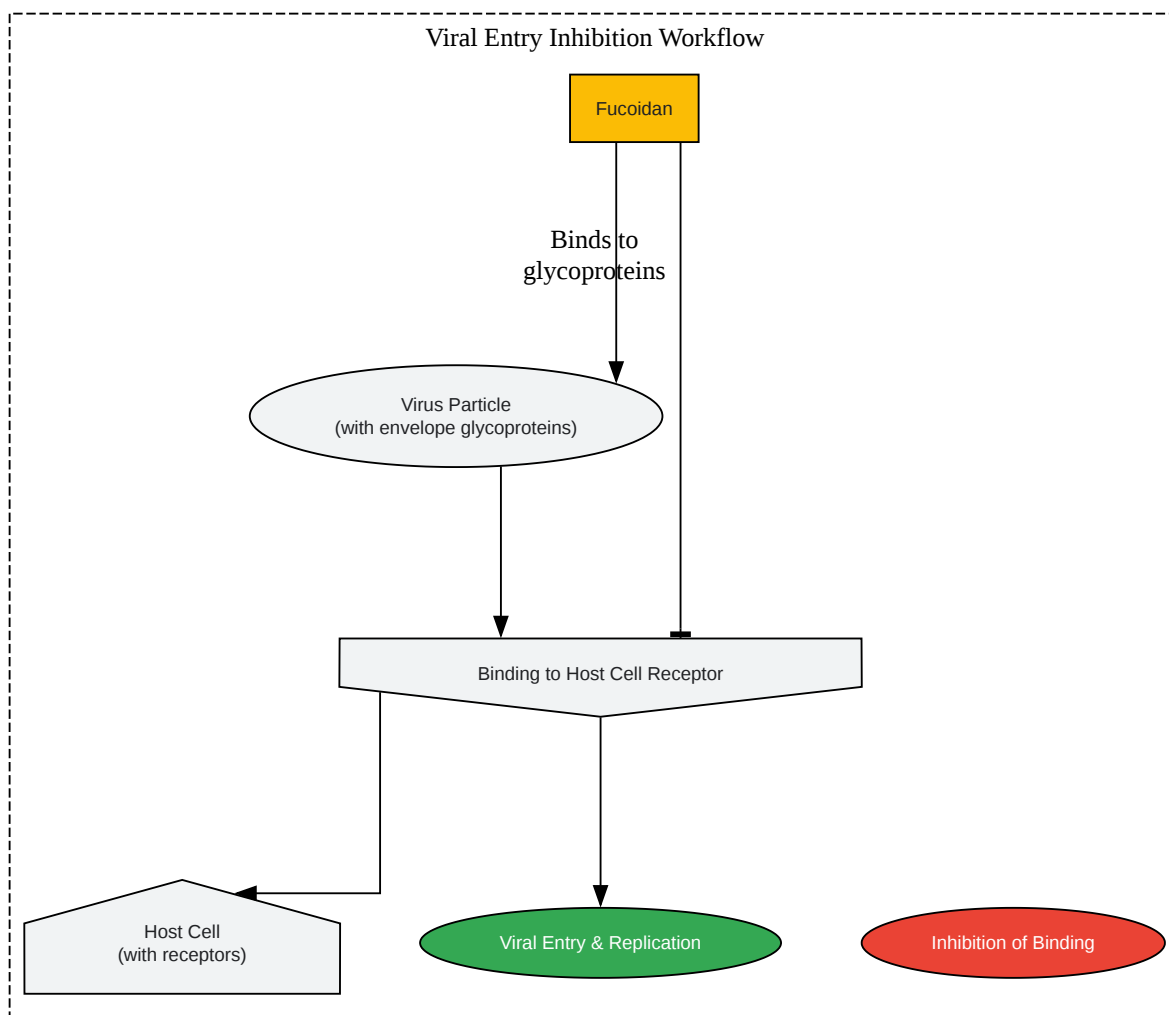 Viral Entry Inhibition Workflow
Fucoidan
Binds to
glycoproteins
Virus Particle
(with envelope glycoproteins)
Binding to Host Cell Receptor
Host Cell
(with receptors)
Viral Entry & Replication
Inhibition of Binding